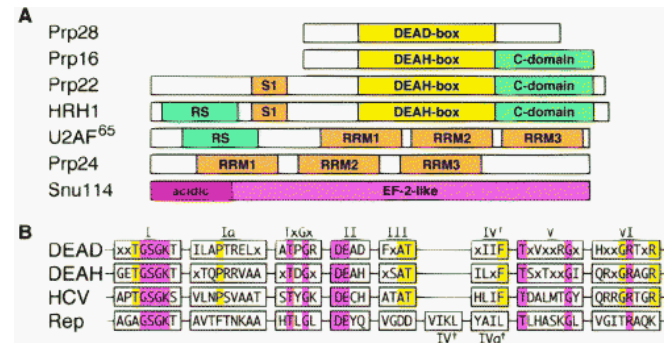 A
Prp28 DEAD-box
Prp16 DEAH-box C-domain
Prp22 S1 DEAH-box C-domain
HRH1 RS S1 DEAH-box C-domain
U2AF65 RS RRM1 RRM2 RRM3
Prp24 RRM1 RRM2 RRM3
Snu114 acidic EF-2-like
B I Ia TxGx II III IV† V VI
DEAD xxTGSGKT ILAPTRELx ATPGR DEAD FxAT xIIF TxVxxRGx HxxGRTxR
DEAH GETGSGKT xTQPRRVAA xTDGx DEAH xSAT ILxF TSxTxxGI QRxGRAGR
HCV APTGSGKS VLNPSVAAT STYGK DECH ATAT HLIF TDALMTGY QRRGRTGR
Rep AGAGSGKT AVTFTNKAA HTLGL DEYQ VGDD VIKL YAIL TLHASKGL VGITRAQK
IV† IVa†